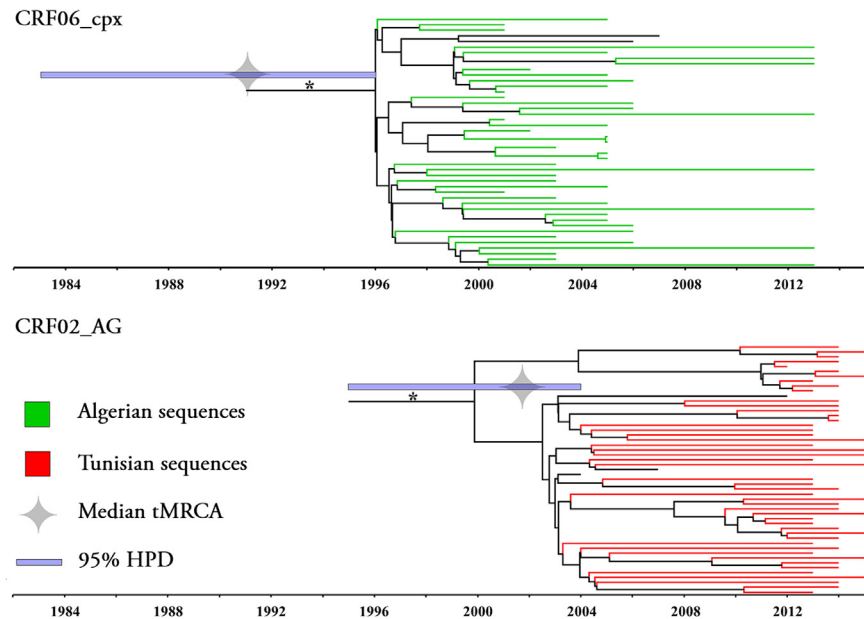 CRF06_cpx
*
1984 1988 1992 1996 2000 2004 2008 2012
CRF02_AG
*
Algerian sequences
Tunisian sequences
Median tMRCA
95% HPD
1984 1988 1992 1996 2000 2004 2008 2012